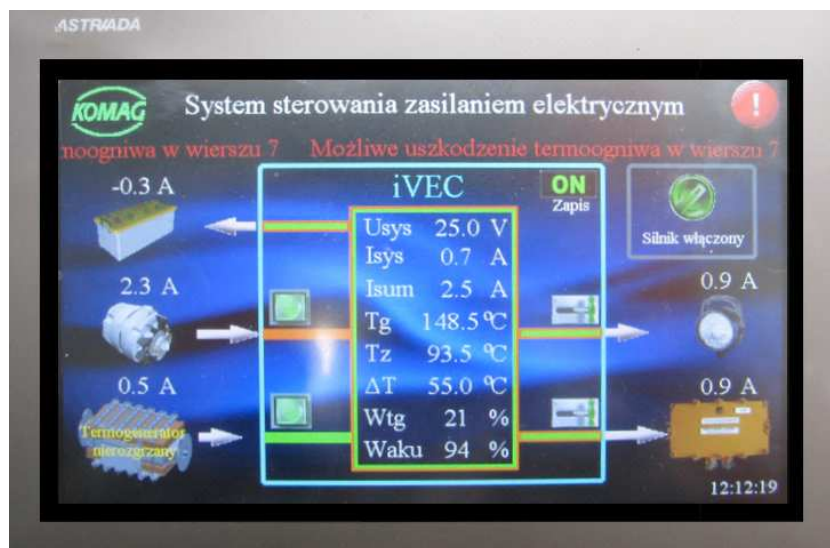 ASTRAADA
KOMAG
System sterowania zasilaniem elektrycznym
!
noogniwa w wierszu 7 Możliwe uszkodzenie termoogniwa w wierszu 7
-0.3 A
iVEC
ON
Zapis
Usys 25.0 V
Silnik włączony
Isys 0.7 A
2.3 A
Isum 2.5 A
0.9 A
Tg 148.5 °C
Tz 93.5 °C
0.5 A
ΔT 55.0 °C
0.9 A
Termogenerator
nierozgrzany
Wtg 21 %
Waku 94 %
12:12:19